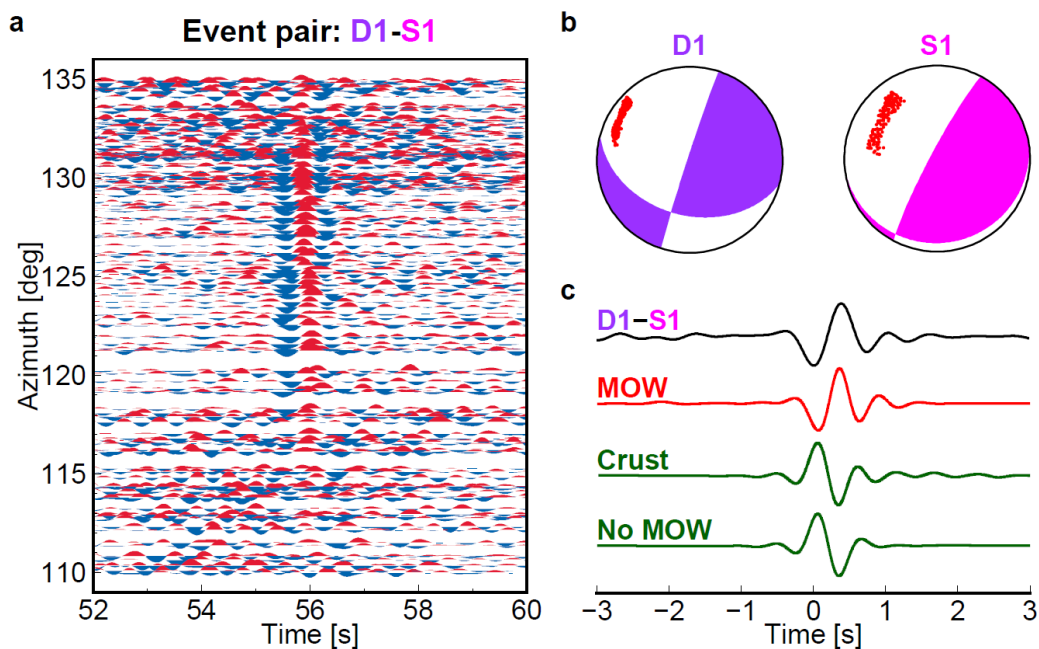 a
Event pair: D1-S1
135
130
125
120
115
110
Azimuth [deg]
52 54 56 58 60
Time [s]
b
D1 S1
c
D1−S1
MOW
Crust
No MOW
−3 −2 −1 0 1 2 3
Time [s]